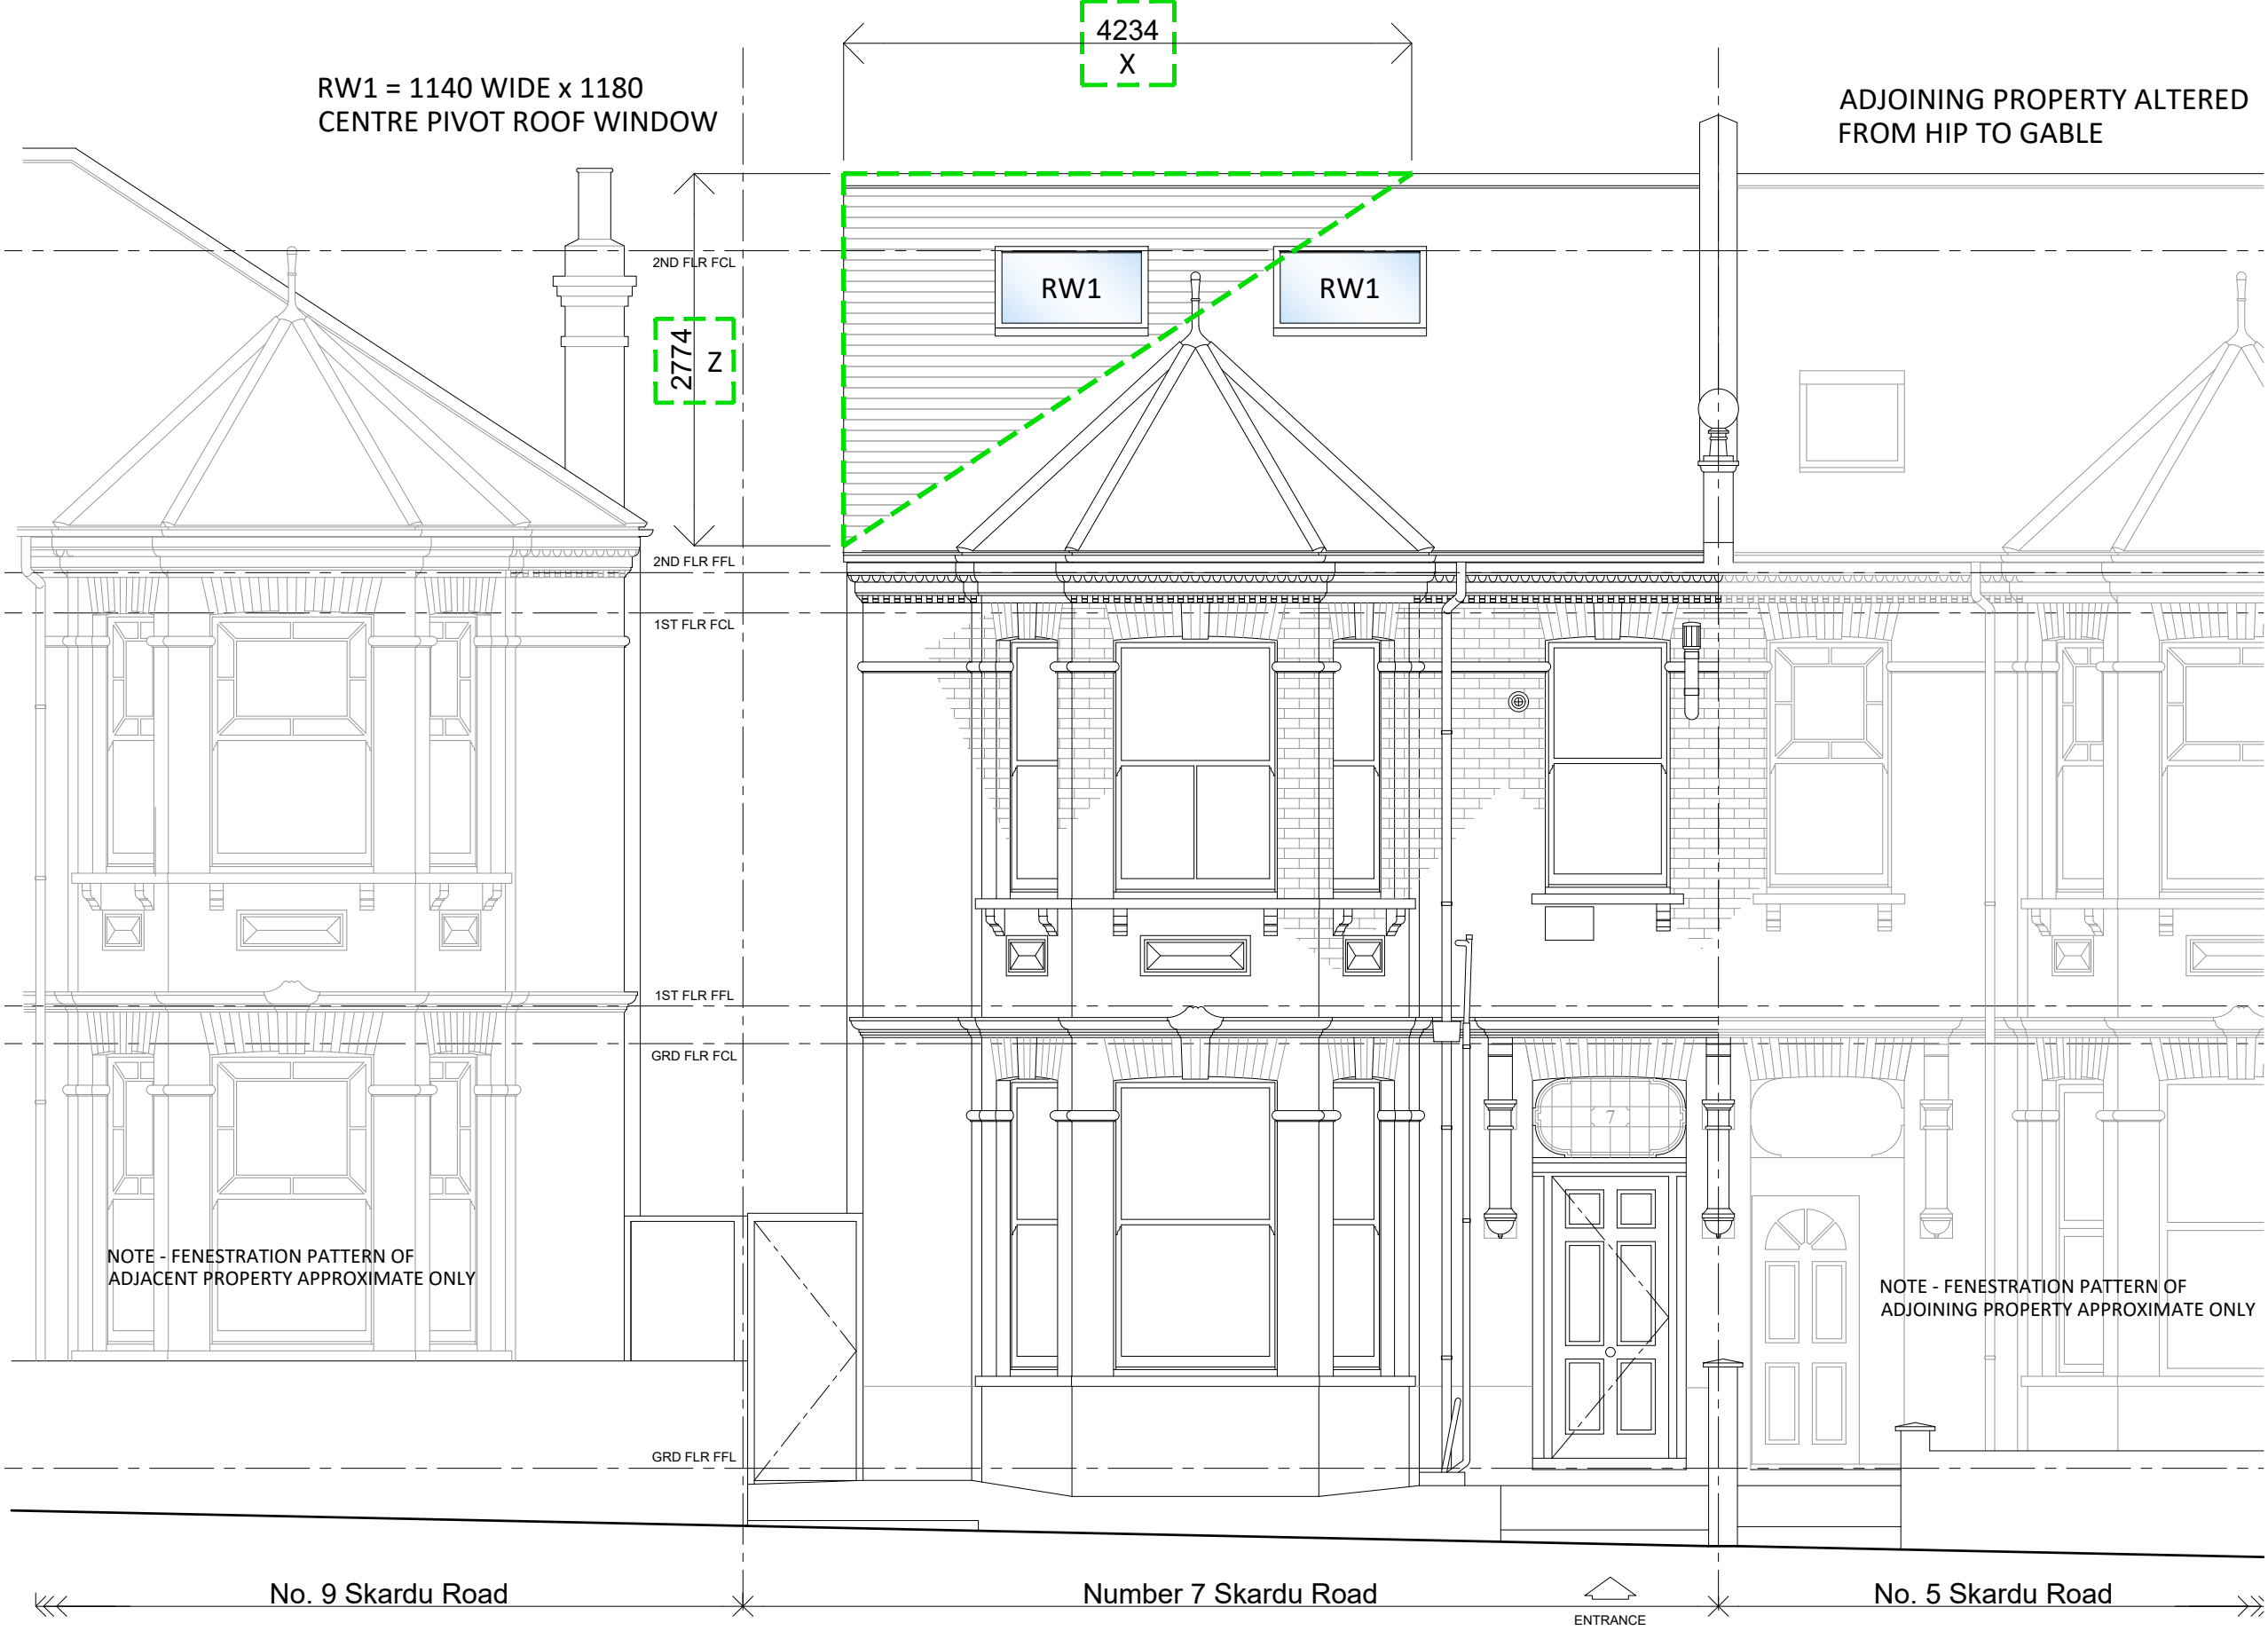 4234
X
RW1 = 1140 WIDE x 1180
CENTRE PIVOT ROOF WINDOW
ADJOINING PROPERTY ALTERED
FROM HIP TO GABLE
2ND FLR FCL
RW1
RW1
2774
Z
2ND FLR FFL
1ST FLR FCL
1ST FLR FFL
GRD FLR FCL
7
NOTE - FENESTRATION PATTERN OF
ADJACENT PROPERTY APPROXIMATE ONLY
NOTE - FENESTRATION PATTERN OF
ADJOINING PROPERTY APPROXIMATE ONLY
GRD FLR FFL
No. 9 Skardu Road
Number 7 Skardu Road
No. 5 Skardu Road
ENTRANCE